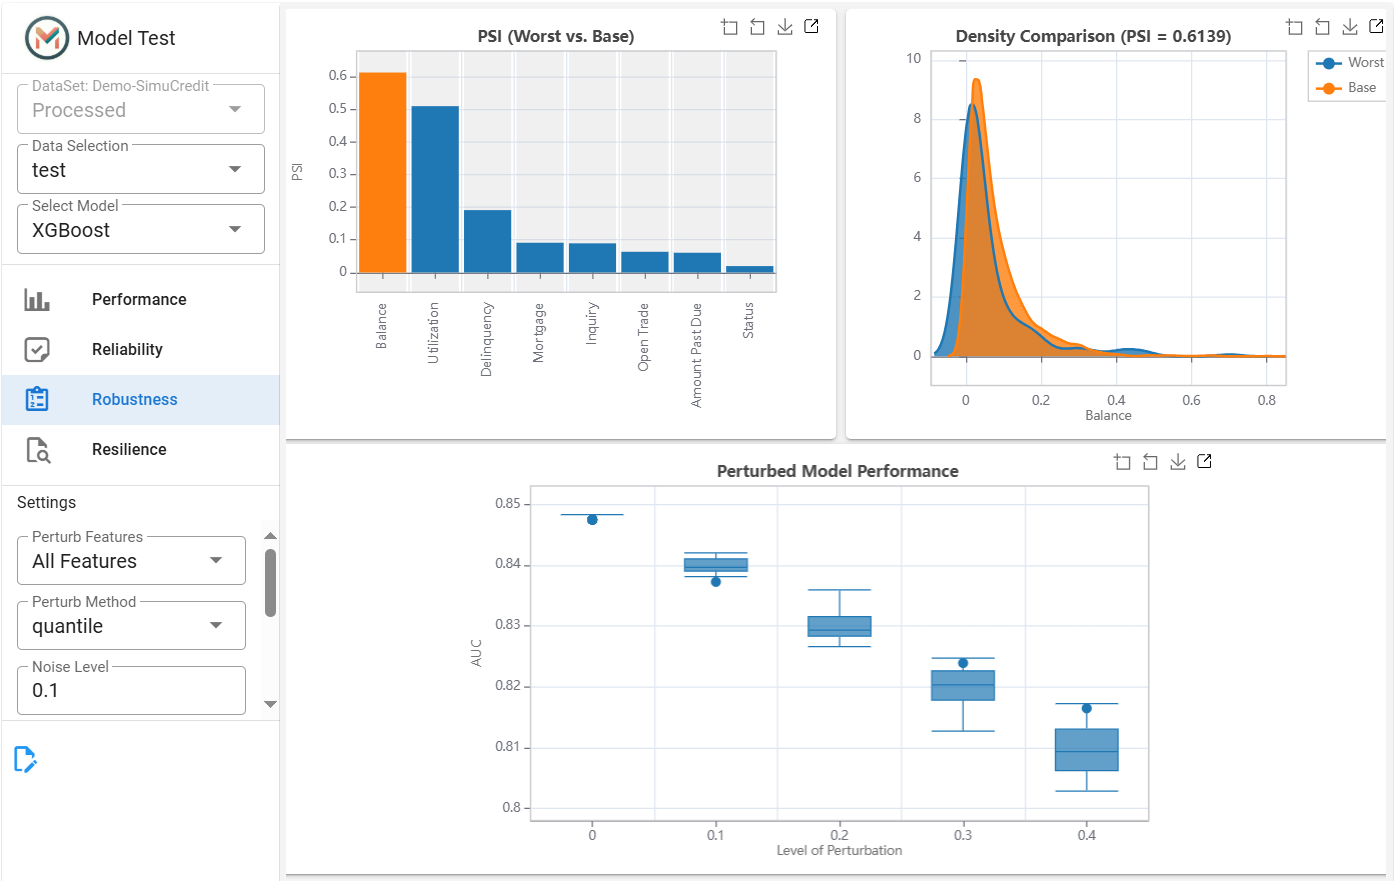 Model Test
DataSet: Demo-SimuCredit
Processed
Data Selection
test
Select Model
XGBoost
Performance
Reliability
Robustness
Resilience
Settings
Perturb Features
All Features
Perturb Method
quantile
Noise Level
0.1
PSI (Worst vs. Base)
PSI
0.6
0.5
0.4
0.3
0.2
0.1
0
Balance
Utilization
Delinquency
Mortgage
Inquiry
Open Trade
Amount Past Due
Status
Density Comparison (PSI = 0.6139)
Worst
Base
10
8
6
4
2
0
0 0.2 0.4 0.6 0.8
Balance
Perturbed Model Performance
AUC
0.85
0.84
0.83
0.82
0.81
0.8
0 0.1 0.2 0.3 0.4
Level of Perturbation